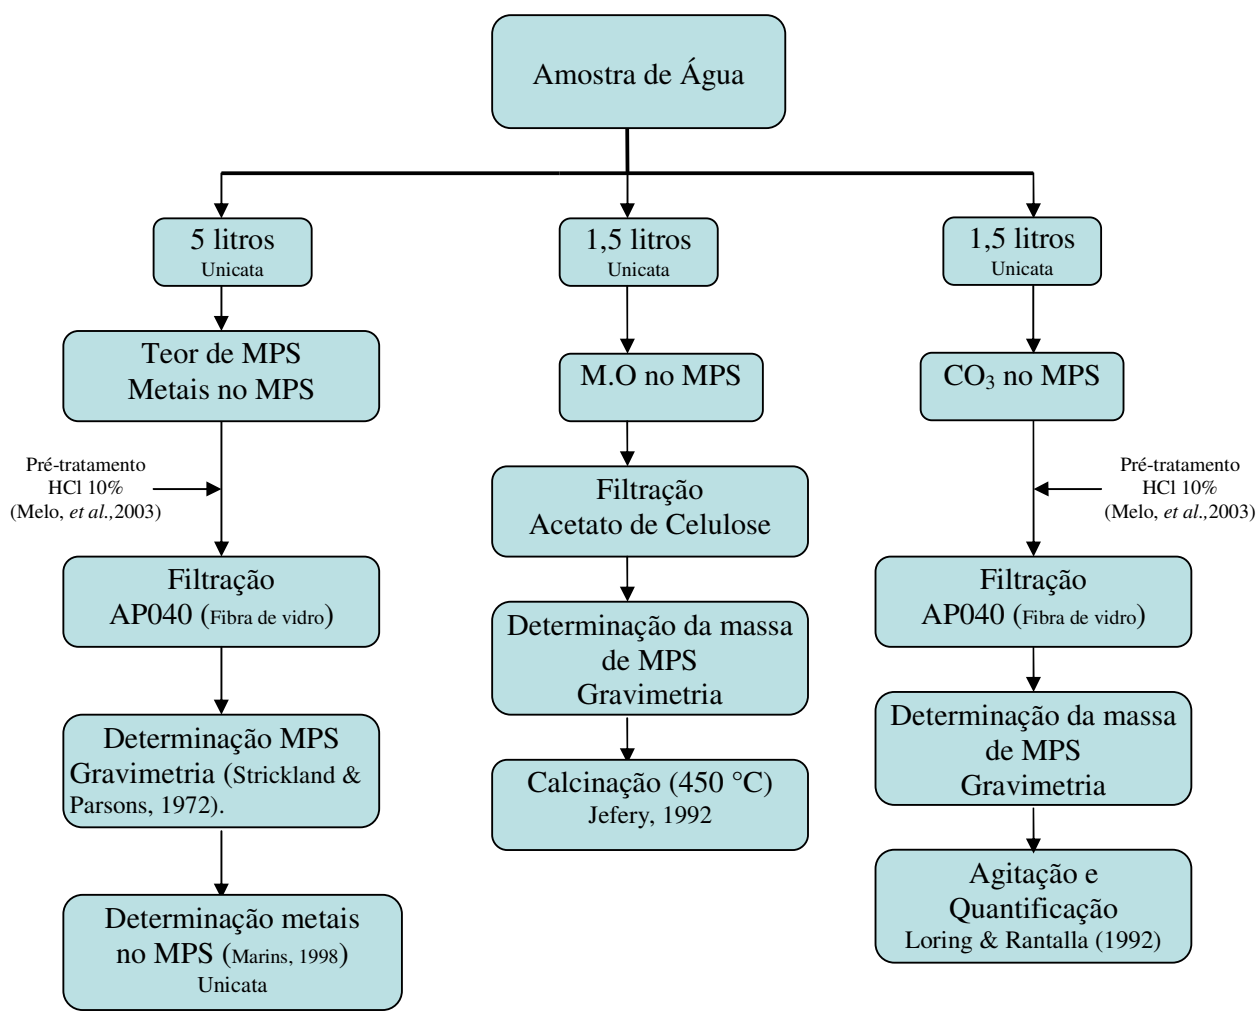 Amostra de Água
5 litros
Unicata
Teor de MPS
Metais no MPS
Pré-tratamento
HCl 10%
(Melo, et al.,2003)
Filtração
AP040 (Fibra de vidro)
Determinação MPS
Gravimetria (Strickland &
Parsons, 1972).
Determinação metais
no MPS (Marins, 1998)
Unicata
1,5 litros
Unicata
M.O no MPS
Filtração
Acetato de Celulose
Determinação da massa
de MPS
Gravimetria
Calcinação (450 °C)
Jefery, 1992
1,5 litros
Unicata
CO₃ no MPS
Pré-tratamento
HCl 10%
(Melo, et al.,2003)
Filtração
AP040 (Fibra de vidro)
Determinação da massa
de MPS
Gravimetria
Agitação e
Quantificação
Loring & Rantalla (1992)